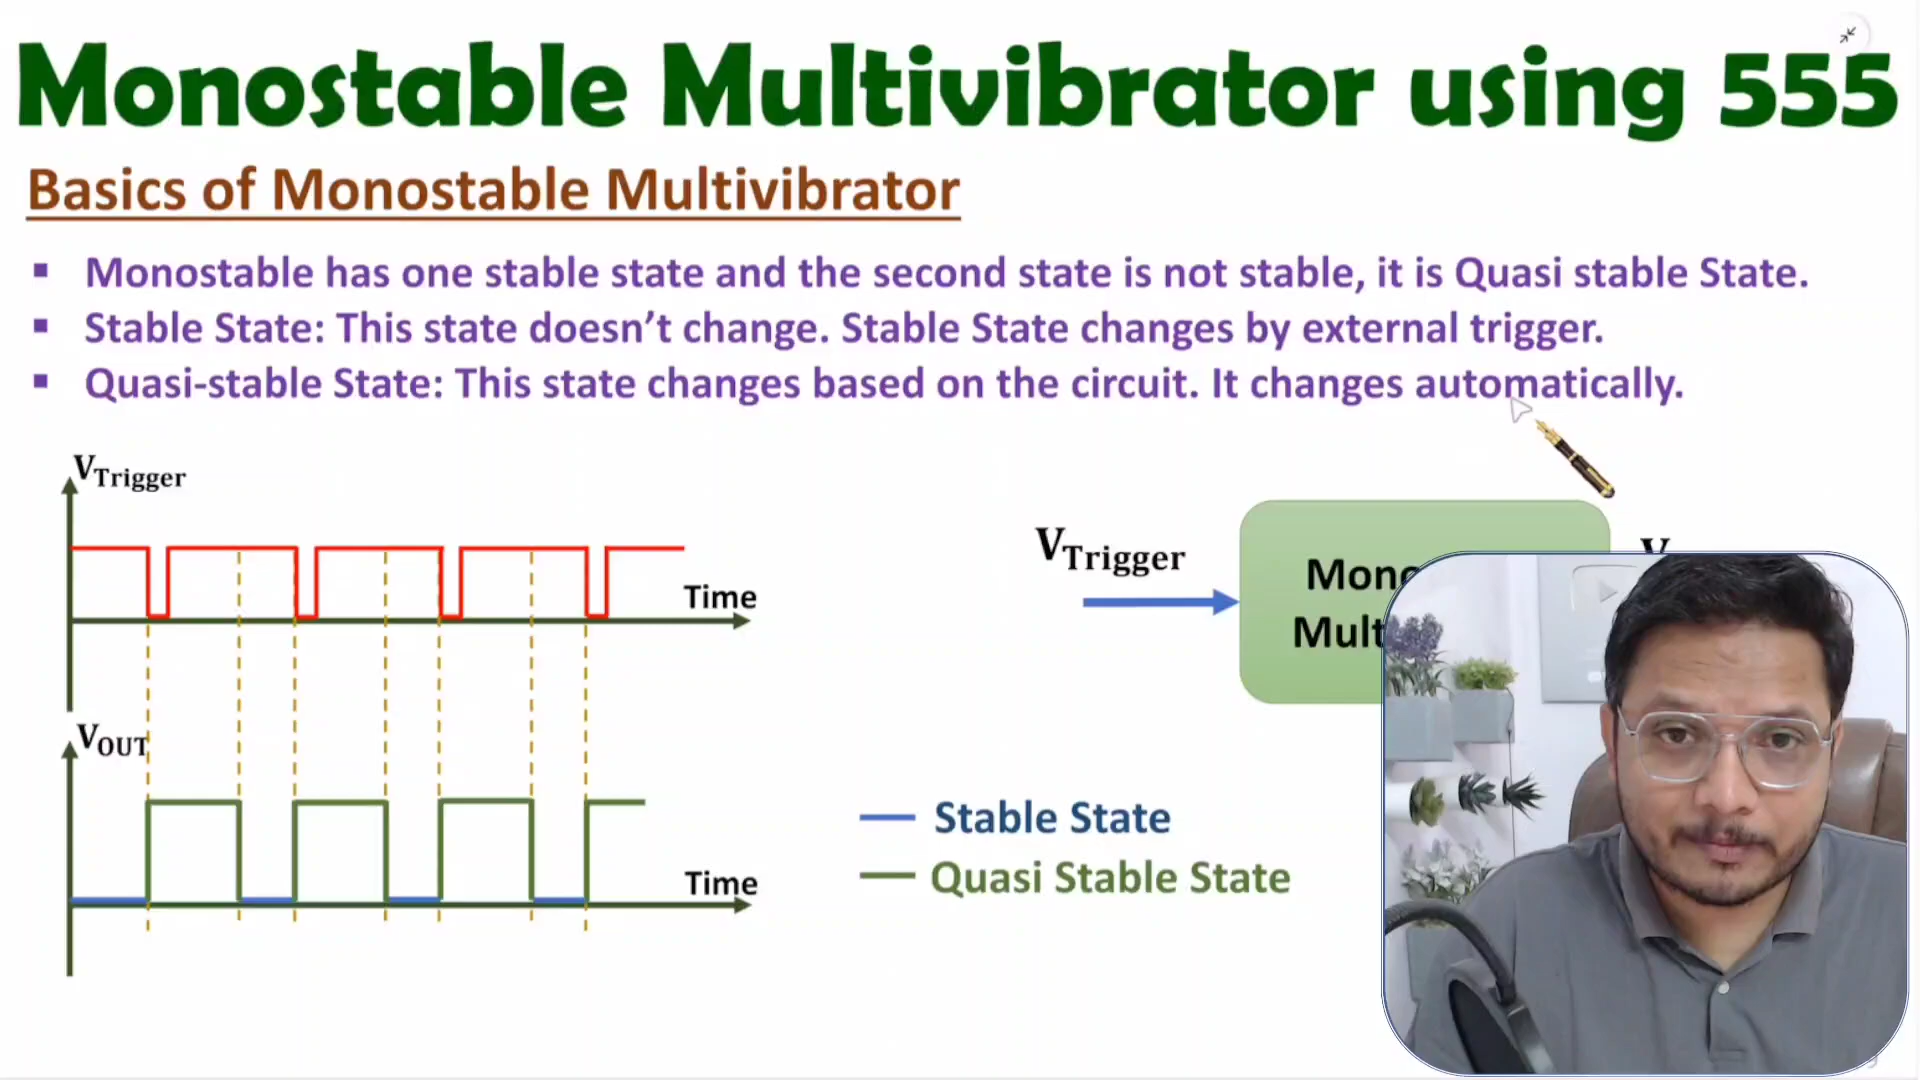 Monostable Multivibrator using 555
Basics of Monostable Multivibrator
▪ Monostable has one stable state and the second state is not stable, it is Quasi stable State.
▪ Stable State: This state doesn’t change. Stable State changes by external trigger.
▪ Quasi-stable State: This state changes based on the circuit. It changes automatically.
VTrigger
Time
VOUT
Time
VTrigger
Stable State
Quasi Stable State